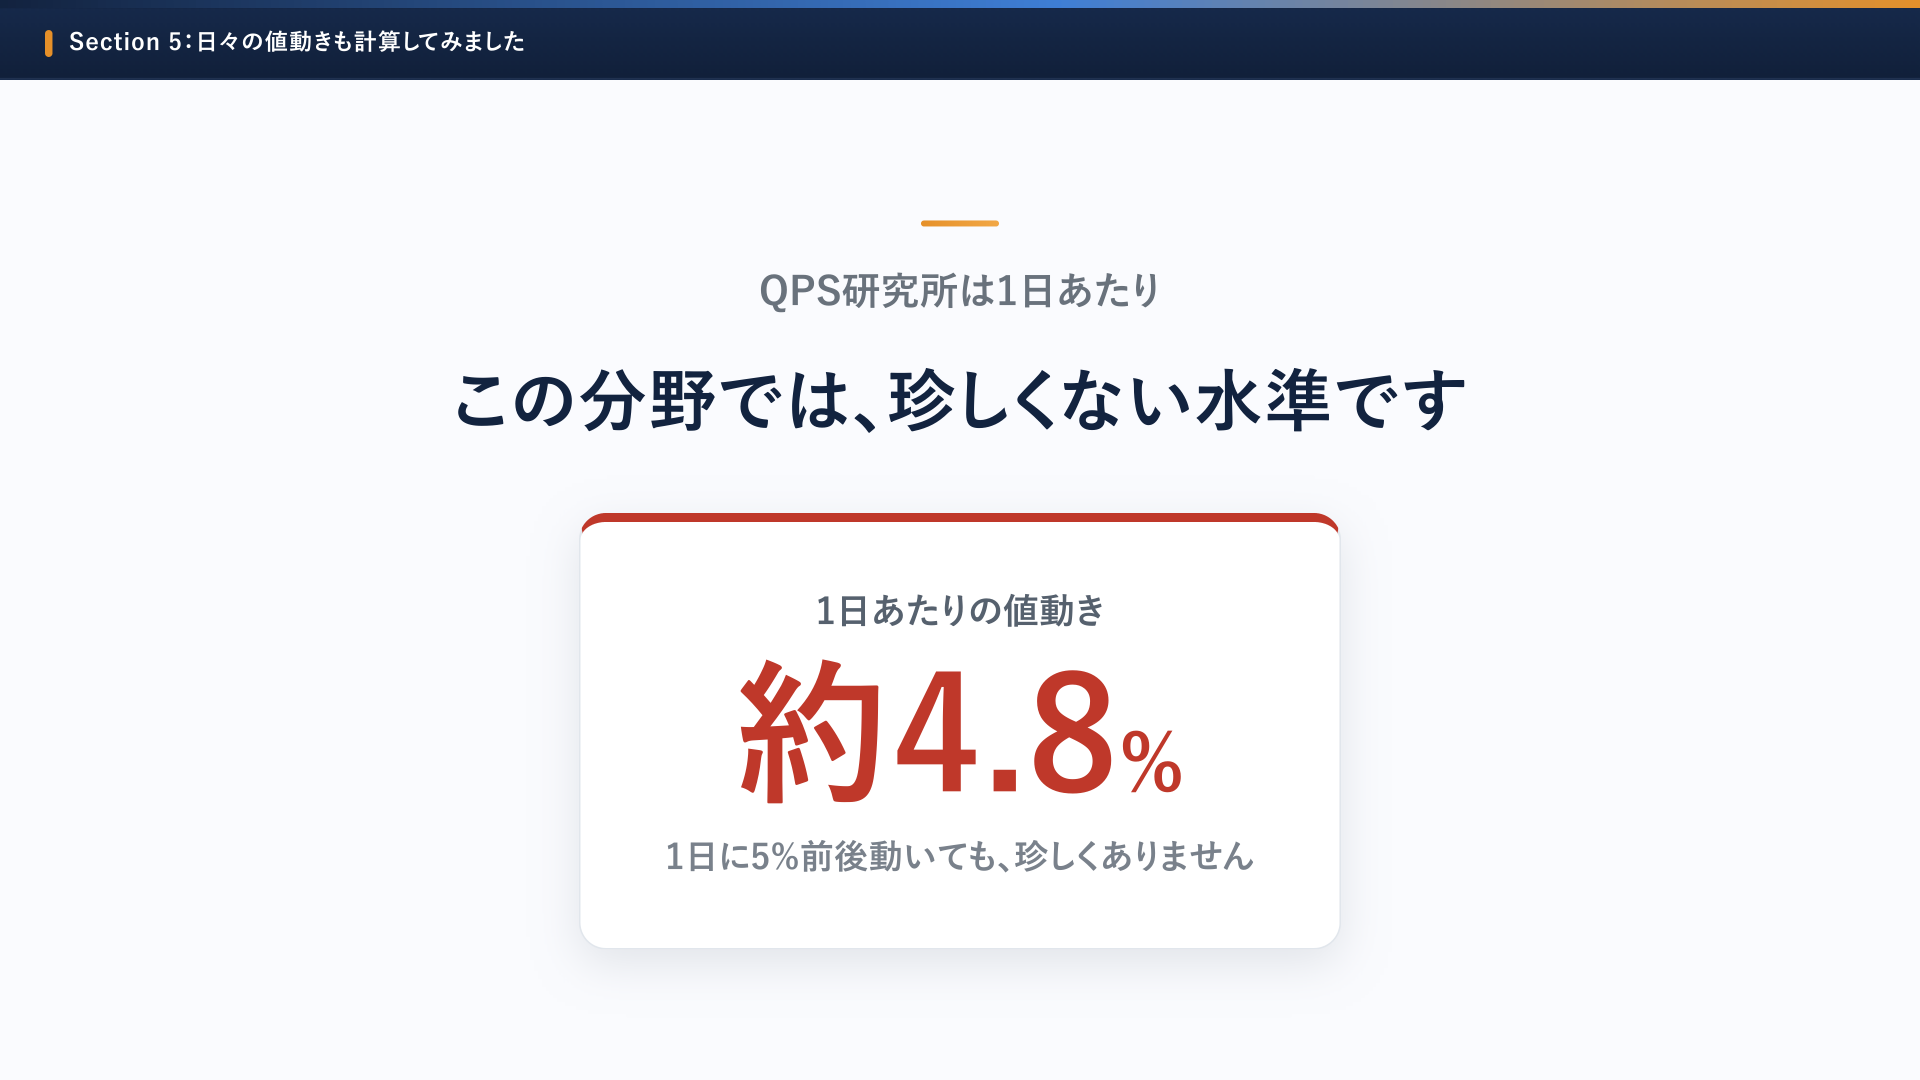 Section 5：日々の値動きも計算してみました
QPS研究所は1日あたり
この分野では、珍しくない水準です
1日あたりの値動き
約4.8%
1日に5%前後動いても、珍しくありません